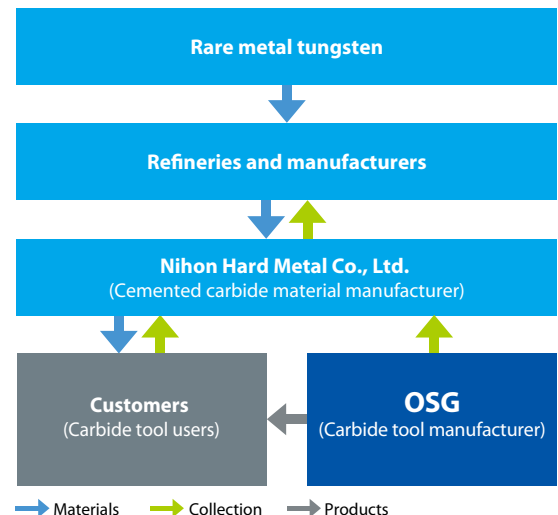 Rare metal tungsten
Refineries and manufacturers
Nihon Hard Metal Co., Ltd.
(Cemented carbide material manufacturer)
Customers
(Carbide tool users)
OSG
(Carbide tool manufacturer)
Materials
Collection
Products